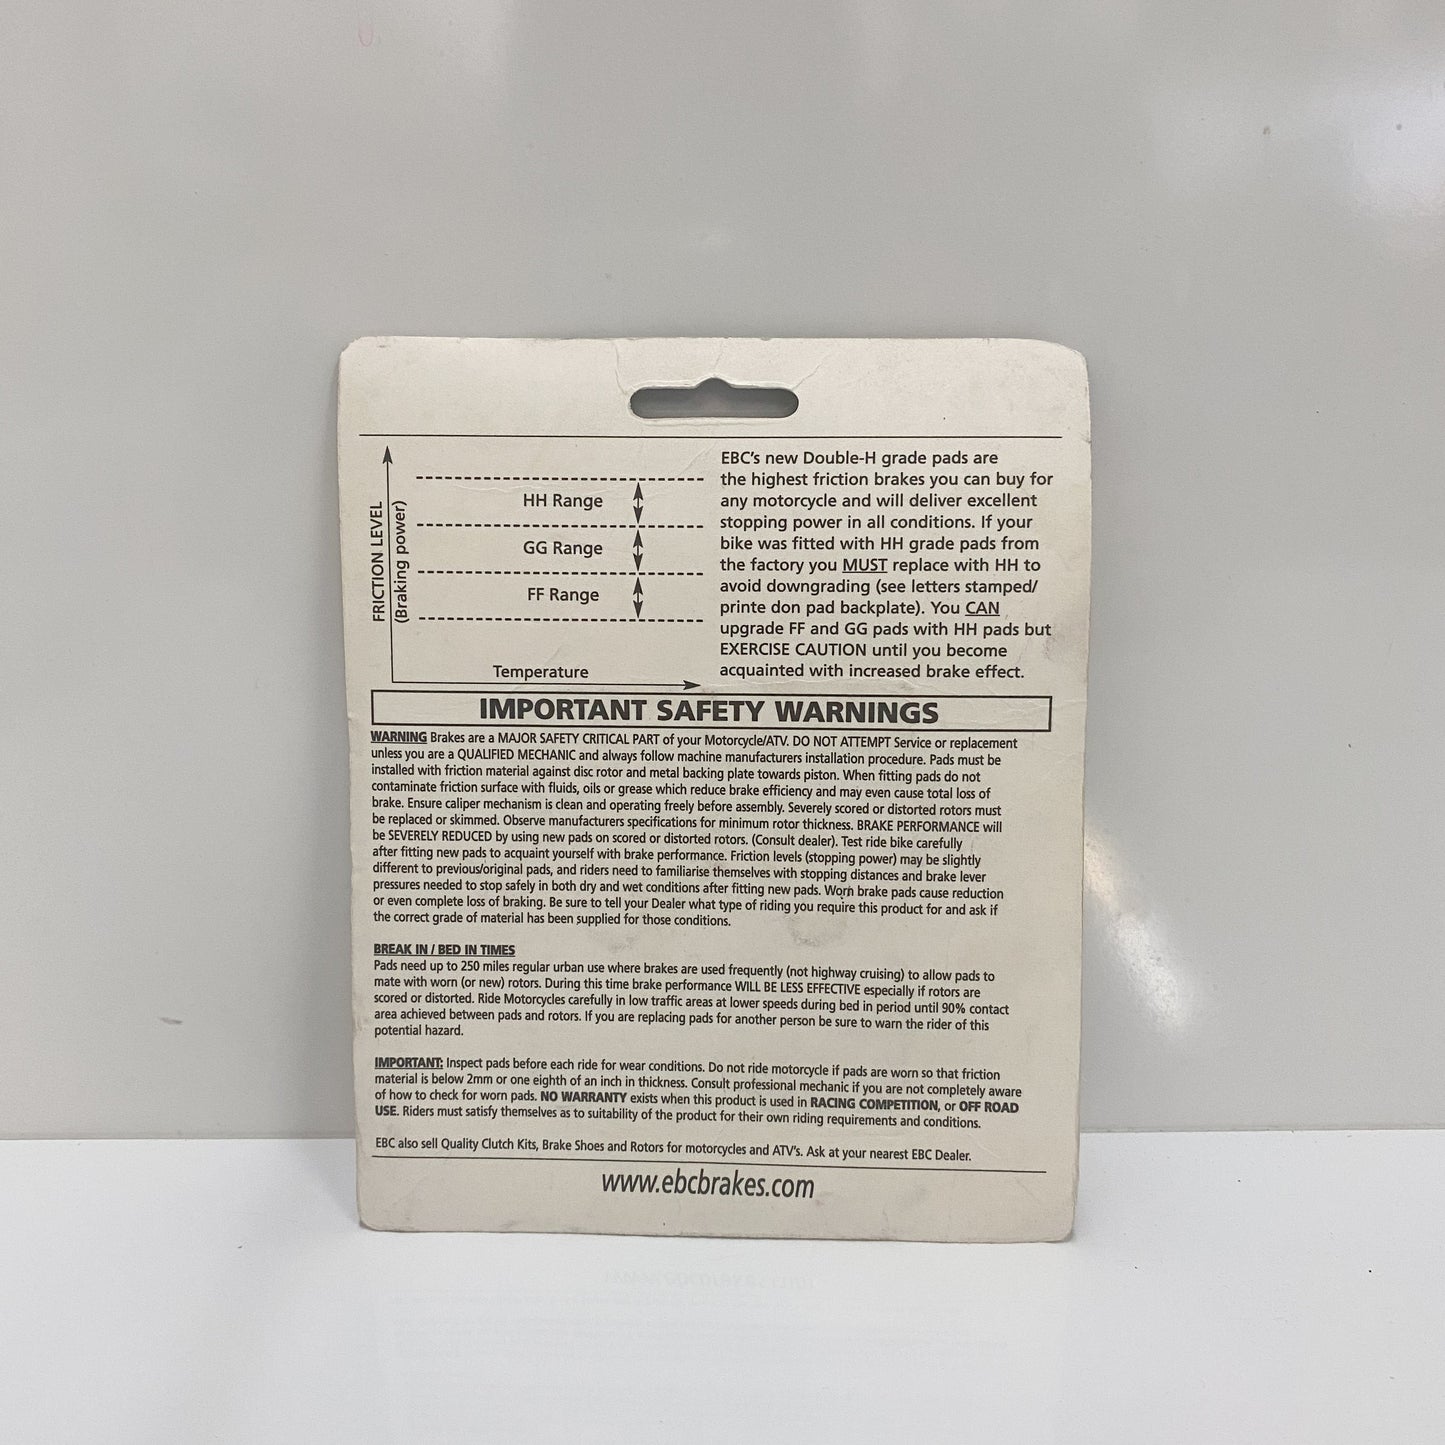 FRICTION LEVEL
(Braking power)
HH Range
GG Range
FF Range
Temperature
EBC's new Double-H grade pads are
the highest friction brakes you can buy for
any motorcycle and will deliver excellent
stopping power in all conditions. If your
bike was fitted with HH grade pads from
the factory you MUST replace with HH to
avoid downgrading (see letters stamped/
printe don pad backplate). You CAN
upgrade FF and GG pads with HH pads but
EXERCISE CAUTION until you become
acquainted with increased brake effect.
IMPORTANT SAFETY WARNINGS
WARNING Brakes are a MAJOR SAFETY CRITICAL PART of your Motorcycle/ATV. DO NOT ATTEMPT Service or replacement
unless you are a QUALIFIED MECHANIC and always follow machine manufacturers installation procedure. Pads must be
installed with friction material against disc rotor and metal backing plate towards piston. When fitting pads do not
contaminate friction surface with fluids, oils or grease which reduce brake efficiency and may even cause total loss of
brake. Ensure caliper mechanism is clean and operating freely before assembly. Severely scored or distorted rotors must
be replaced or skimmed. Observe manufacturers specifications for minimum rotor thickness. BRAKE PERFORMANCE will
be SEVERELY REDUCED by using new pads on scored or distorted rotors. (Consult dealer). Test ride bike carefully
after fitting new pads to acquaint yourself with brake performance. Friction levels (stopping power) may be slightly
different to previous/original pads, and riders need to familiarise themselves with stopping distances and brake lever
pressures needed to stop safely in both dry and wet conditions after fitting new pads. Worn brake pads cause reduction
or even complete loss of braking. Be sure to tell your Dealer what type of riding you require this product for and ask if
the correct grade of material has been supplied for those conditions.
BREAK IN / BED IN TIMES
Pads need up to 250 miles regular urban use where brakes are used frequently (not highway cruising) to allow pads to
mate with worn (or new) rotors. During this time brake performance WILL BE LESS EFFECTIVE especially if rotors are
scored or distorted. Ride Motorcycles carefully in low traffic areas at lower speeds during bed in period until 90% contact
area achieved between pads and rotors. If you are replacing pads for another person be sure to warn the rider of this
potential hazard.
IMPORTANT: Inspect pads before each ride for wear conditions. Do not ride motorcycle if pads are worn so that friction
material is below 2mm or one eighth of an inch in thickness. Consult professional mechanic if you are not completely aware
of how to check for worn pads. NO WARRANTY exists when this product is used in RACING COMPETITION, or OFF ROAD
USE. Riders must satisfy themselves as to suitability of the product for their own riding requirements and conditions.
EBC also sell Quality Clutch Kits, Brake Shoes and Rotors for motorcycles and ATV's. Ask at your nearest EBC Dealer.
www.ebcbrakes.com